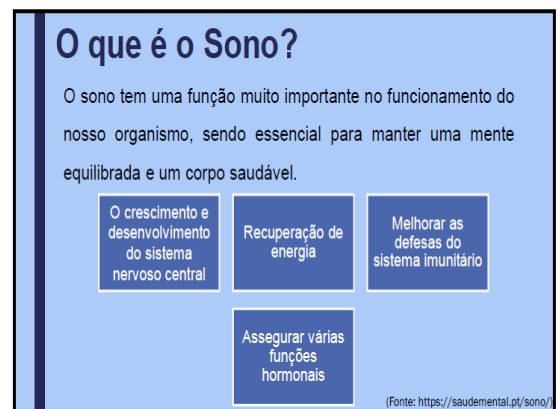 O que é o Sono?
O sono tem uma função muito importante no funcionamento do
nosso organismo, sendo essencial para manter uma mente
equilibrada e um corpo saudável.
O crescimento e
desenvolvimento
do sistema
nervoso central
Recuperação de
energia
Melhorar as
defesas do
sistema imunitário
Assegurar várias
funções
hormonais
(Fonte: https://saudemental.pt/sono/)